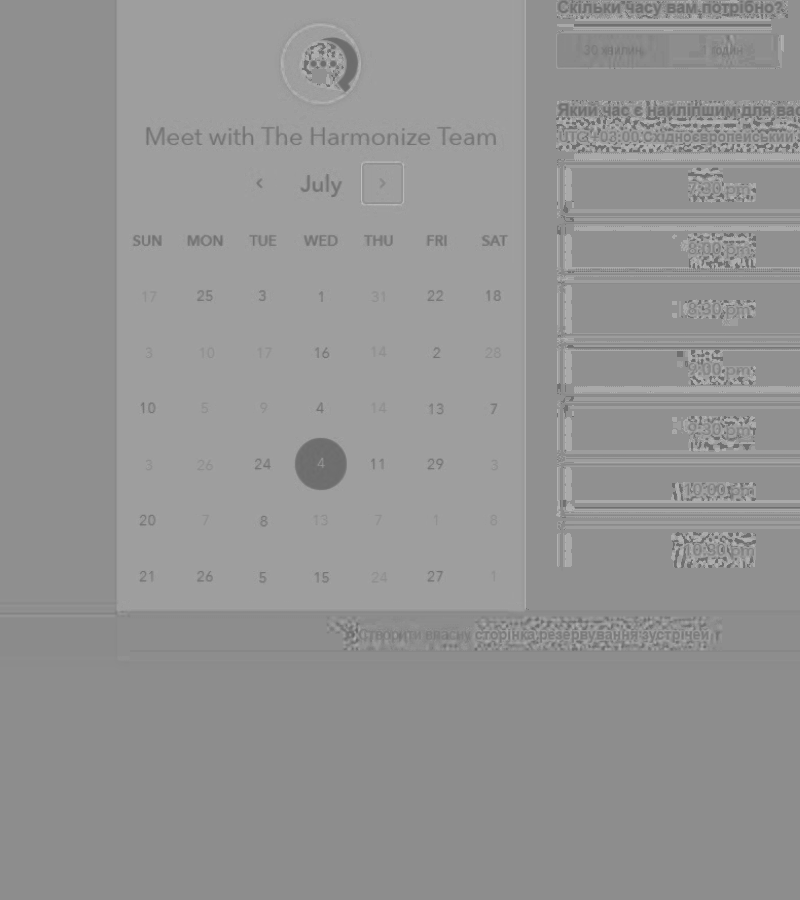 Meet with The Harmonize Team
July
SUN MON TUE WED THU FRI SAT
17 25 3 1 31 22 18
3 10 17 16 14 2 28
10 5 9 4 14 13 7
3 26 24 4 11 29 3
20 7 8 13 7 1 8
21 26 5 15 24 27 1
Скільки часу вам потрібно?
30 хвилин 1 годин
Який час є найліпшим для вас
UTC +03:00 Східноєвропейський
7:30 pm
8:00 pm
8:30 pm
9:00 pm
9:30 pm
10:00 pm
10:30 pm
Створити власну сторінка резервування зустрічей